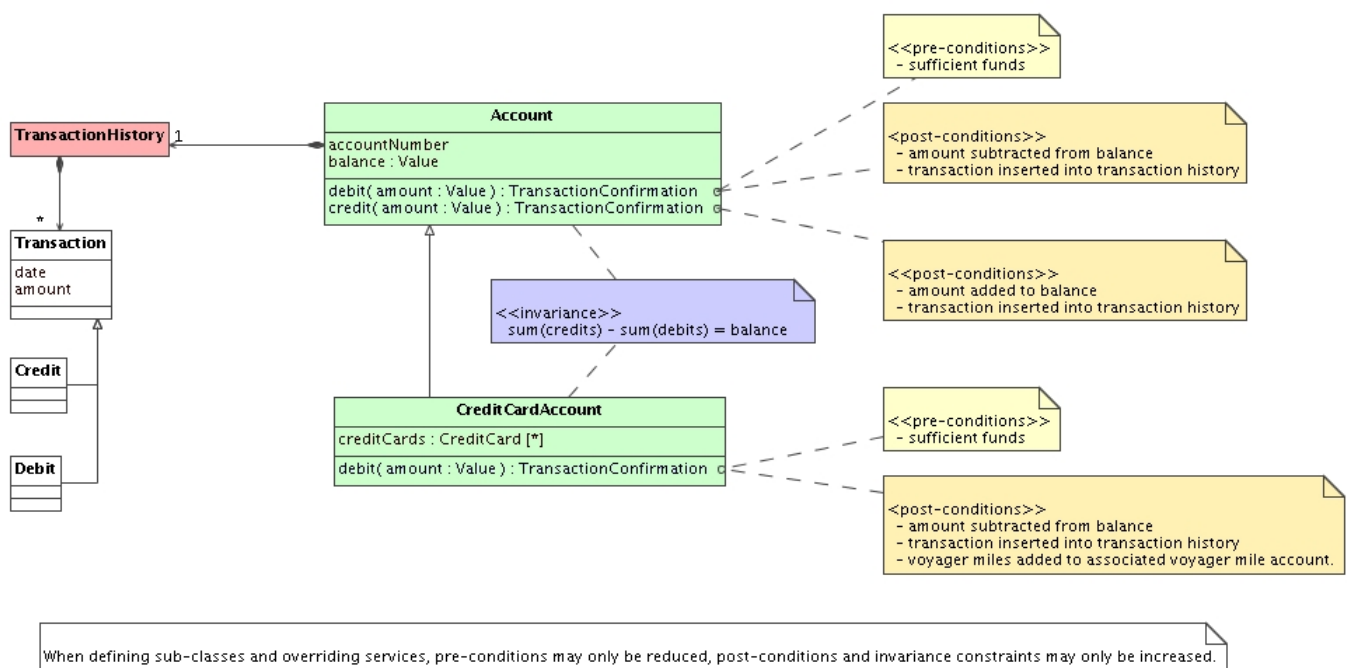 <<pre-conditions>>
- sufficient funds
Account
TransactionHistory
1
accountNumber
balance : Value
<post-conditions>>
- amount subtracted from balance
- transaction inserted into transaction history
debit( amount : Value ) : TransactionConfirmation
credit( amount : Value ) : TransactionConfirmation
*
Transaction
date
amount
<<post-conditions>>
- amount added to balance
- transaction inserted into transaction history
<<invariance>>
sum(credits) - sum(debits) = balance
Credit
CreditCardAccount
creditCards : CreditCard [*]
debit( amount : Value ) : TransactionConfirmation
<<pre-conditions>>
- sufficient funds
Debit
<post-conditions>>
- amount subtracted from balance
- transaction inserted into transaction history
- voyager miles added to associated voyager mile account.
When defining sub-classes and overriding services, pre-conditions may only be reduced, post-conditions and invariance constraints may only be increased.